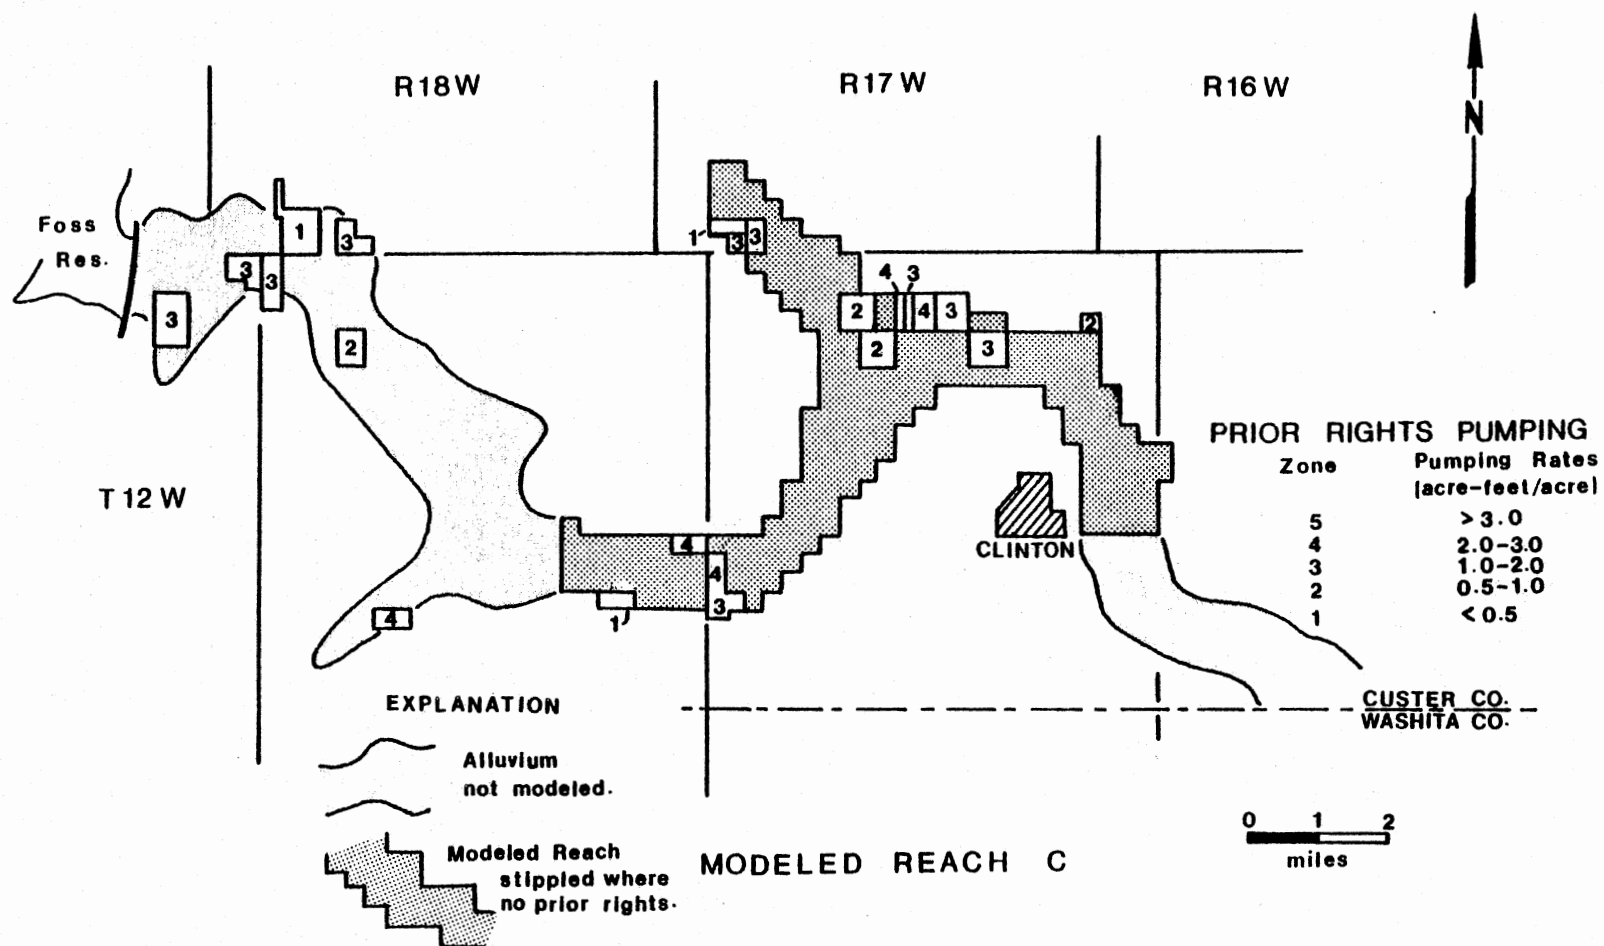 R18W
R17W
R16W
N
Foss
Res.
1
3
3
3
3
2
4
1
3
3
4
3
2
4
3
2
3
2
T12W
4
4
3
1
CLINTON
PRIOR RIGHTS PUMPING
Zone Pumping Rates
(acre-feet/acre)
5 >3.0
4 2.0-3.0
3 1.0-2.0
2 0.5-1.0
1 <0.5
CUSTER CO.
WASHITA CO.
EXPLANATION
Alluvium
not modeled.
Modeled Reach
stippled where
no prior rights.
MODELED REACH C
0 1 2
miles